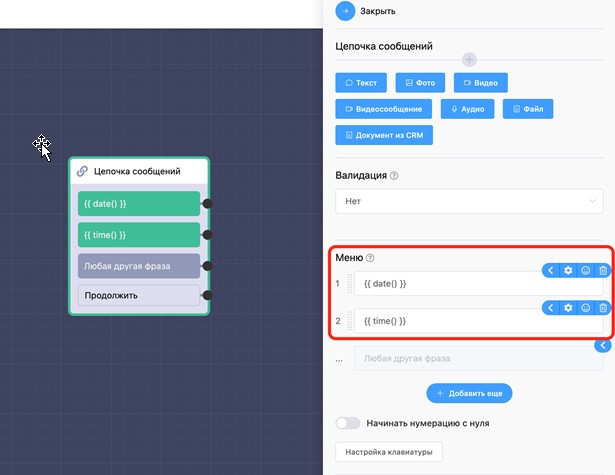 Закрыть
Цепочка сообщений
Текст
Фото
Видео
Видеосообщение
Аудио
Файл
Документ из CRM
Валидация
Нет
Меню
1 {{ date() }}
2 {{ time() }}
... Любая другая фраза
Добавить еще
Начинать нумерацию с нуля
Настройка клавиатуры
Цепочка сообщений
{{ date() }}
{{ time() }}
Любая другая фраза
Продолжить